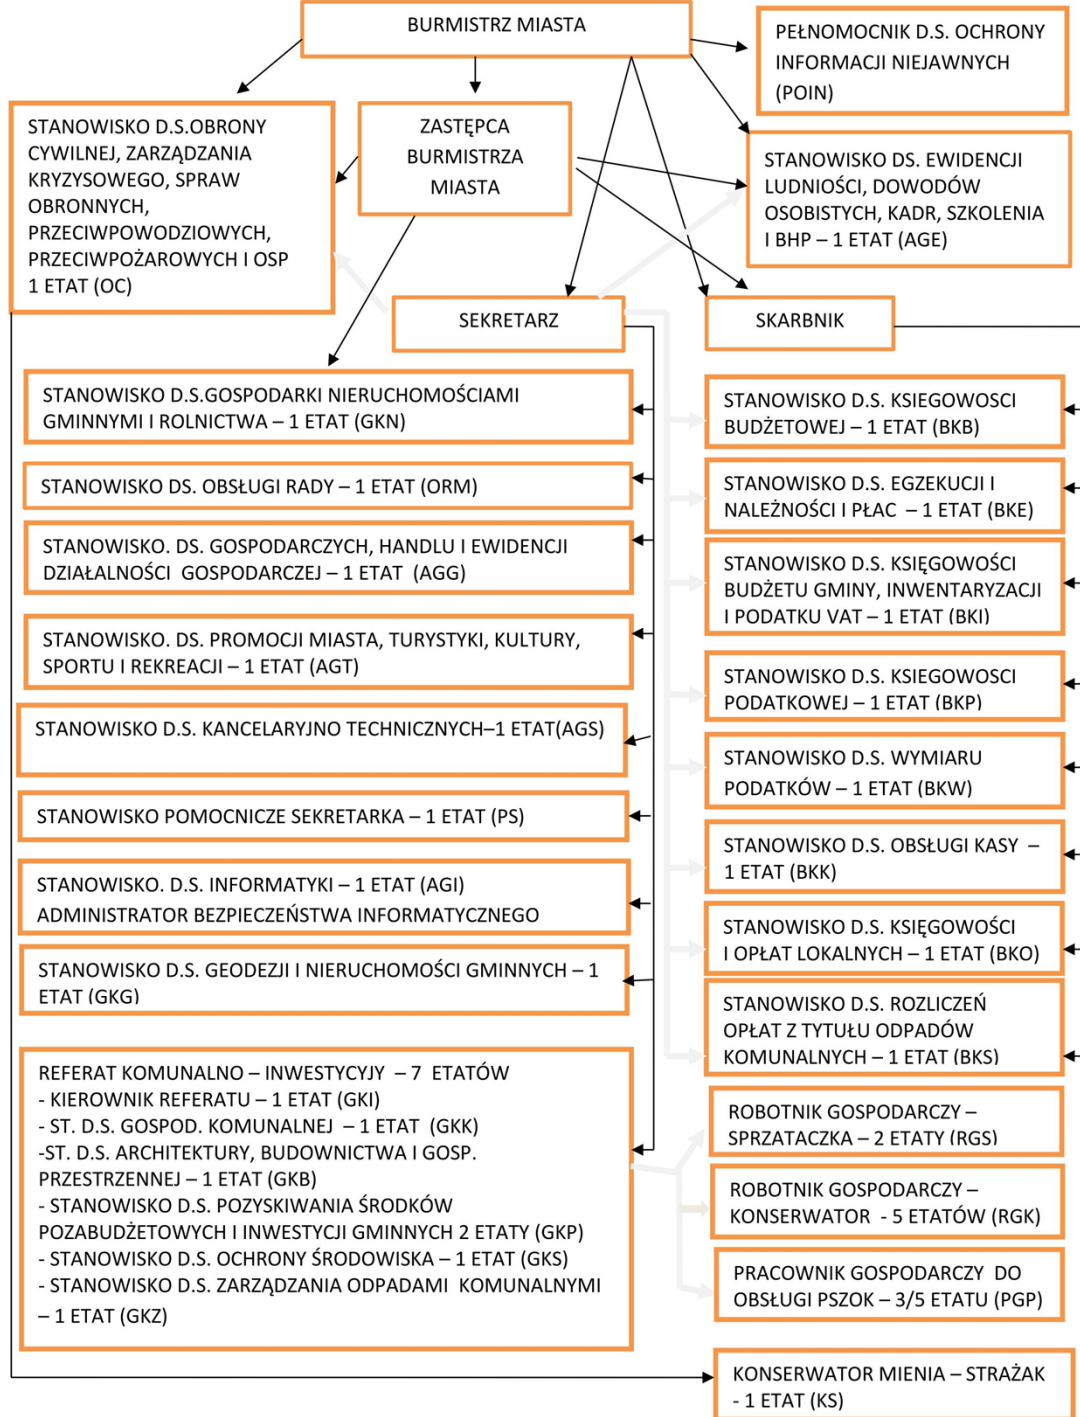 BURMISTRZ MIASTA
PEŁNOMOCNIK D.S. OCHRONY
INFORMACJI NIEJAWNYCH
(POIN)
STANOWISKO D.S.OBRONY
CYWILNEJ, ZARZĄDZANIA
KRYZYSOWEGO, SPRAW
OBRONNYCH,
PRZECIWPOWODZIOWYCH,
PRZECIWPOŻAROWYCH I OSP
1 ETAT (OC)
ZASTĘPCA
BURMISTRZA
MIASTA
STANOWISKO DS. EWIDENCJI
LUDNIOŚCI, DOWODÓW
OSOBISTYCH, KADR, SZKOLENIA
I BHP – 1 ETAT (AGE)
SEKRETARZ
SKARBNIK
STANOWISKO D.S.GOSPODARKI NIERUCHOMOŚCIAMI
GMINNYMI I ROLNICTWA – 1 ETAT (GKN)
STANOWISKO DS. OBSŁUGI RADY – 1 ETAT (ORM)
STANOWISKO. DS. GOSPODARCZYCH, HANDLU I EWIDENCJI
DZIAŁALNOŚCI  GOSPODARCZEJ – 1 ETAT  (AGG)
STANOWISKO. DS. PROMOCJI MIASTA, TURYSTYKI, KULTURY,
SPORTU I REKREACJI – 1 ETAT (AGT)
STANOWISKO D.S. KANCELARYJNO TECHNICZNYCH–1 ETAT(AGS)
STANOWISKO POMOCNICZE SEKRETARKA – 1 ETAT (PS)
STANOWISKO. D.S. INFORMATYKI – 1 ETAT (AGI)
ADMINISTRATOR BEZPIECZEŃSTWA INFORMATYCZNEGO
STANOWISKO D.S. GEODEZJI I NIERUCHOMOŚCI GMINNYCH – 1
ETAT (GKG)
REFERAT KOMUNALNO – INWESTYCYJY  – 7  ETATÓW
- KIEROWNIK REFERATU – 1 ETAT (GKI)
- ST. D.S. GOSPOD. KOMUNALNEJ  – 1 ETAT  (GKK)
-ST. D.S. ARCHITEKTURY, BUDOWNICTWA I GOSP.
PRZESTRZENNEJ – 1 ETAT (GKB)
- STANOWISKO D.S. POZYSKIWANIA ŚRODKÓW
POZABUDŻETOWYCH I INWESTYCJI GMINNYCH 2 ETATY (GKP)
- STANOWISKO D.S. OCHRONY ŚRODOWISKA – 1 ETAT (GKS)
- STANOWISKO D.S. ZARZĄDZANIA ODPADAMI  KOMUNALNYMI
– 1 ETAT (GKZ)
STANOWISKO D.S. KSIEGOWOSCI
BUDŻETOWEJ – 1 ETAT (BKB)
STANOWISKO D.S. EGZEKUCJI I
NALEŻNOŚCI I PŁAC  – 1 ETAT (BKE)
STANOWISKO D.S. KSIĘGOWOŚCI
BUDŻETU GMINY, INWENTARYZACJI
I PODATKU VAT – 1 ETAT (BKI)
STANOWISKO D.S. KSIEGOWOSCI
PODATKOWEJ – 1 ETAT (BKP)
STANOWISKO D.S. WYMIARU
PODATKÓW – 1 ETAT (BKW)
STANOWISKO D.S. OBSŁUGI KASY  –
1 ETAT (BKK)
STANOWISKO D.S. KSIĘGOWOŚCI
I OPŁAT LOKALNYCH – 1 ETAT (BKO)
STANOWISKO D.S. ROZLICZEŃ
OPŁAT Z TYTUŁU ODPADÓW
KOMUNALNYCH – 1 ETAT (BKS)
ROBOTNIK GOSPODARCZY –
SPRZATACZKA – 2 ETATY (RGS)
ROBOTNIK GOSPODARCZY –
KONSERWATOR  - 5 ETATÓW (RGK)
PRACOWNIK GOSPODARCZY  DO
OBSŁUGI PSZOK – 3/5 ETATU (PGP)
KONSERWATOR MIENIA – STRAŻAK
- 1 ETAT (KS)